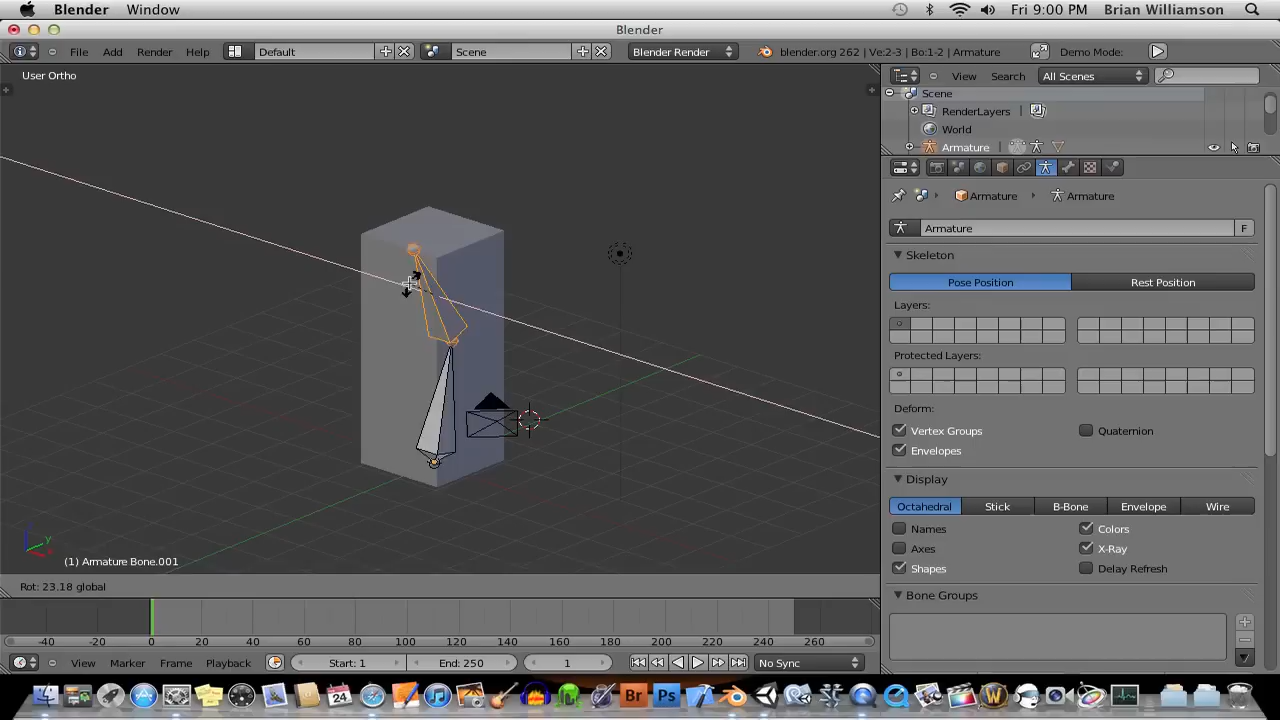 Blender Window Fri 9:00 PM Brian Williamson
Blender
File Add Render Help Default Scene Blender Render blender.org 262 | Ve:2-3 | Bo:1-2 | Armature Demo Mode:
User Ortho
View Search All Scenes
Scene
RenderLayers
World
Armature
Armature Armature
Armature F
Skeleton
Pose Position Rest Position
Layers:
Protected Layers:
Deform:
Vertex Groups Quaternion
Envelopes
Display
Octahedral Stick B-Bone Envelope Wire
Names Colors
Axes X-Ray
Shapes Delay Refresh
Bone Groups
y
x
(1) Armature Bone.001
Rot: 23.18 global
-40 -20 0 20 40 60 80 100 120 140 160 180 200 220 240 260
View Marker Frame Playback Start: 1 End: 250 1 No Sync
24 Br Ps W